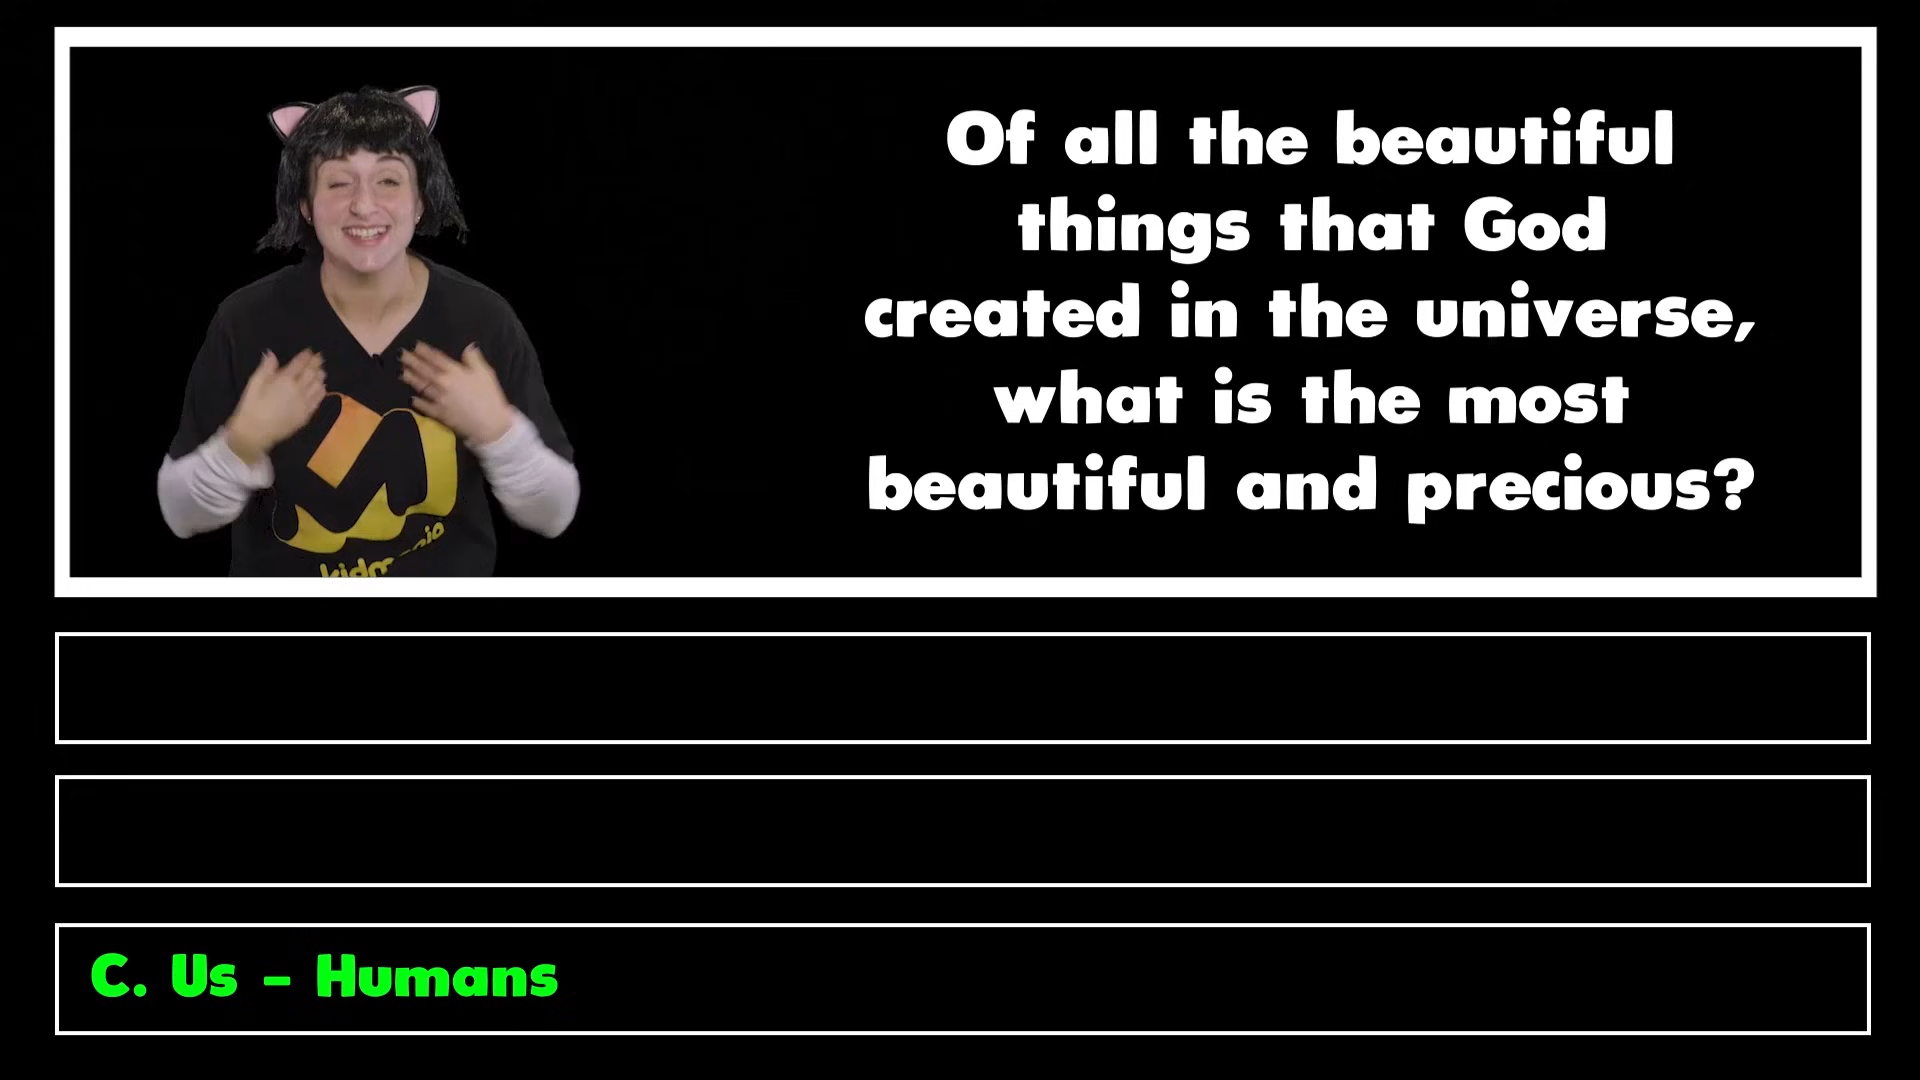 Of all the beautiful
things that God
created in the universe,
what is the most
beautiful and precious?
C. Us - Humans